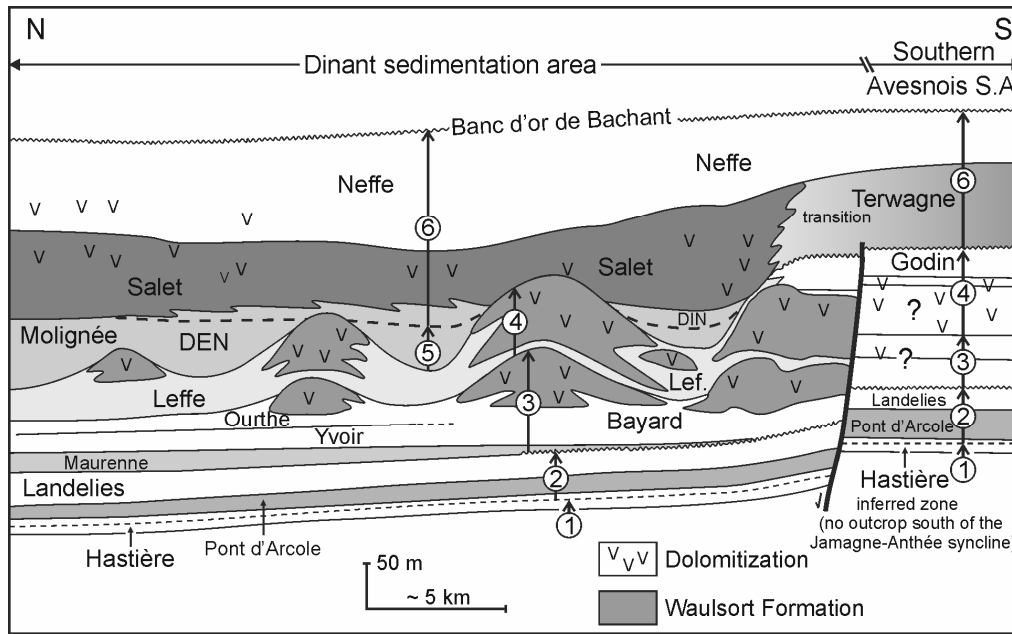 N
S
Southern
Dinant sedimentation area
Avesnois S.A
Banc d'or de Bachant
Neffe
Neffe
6
6
Terwagne
transition
V V V V
V
Salet
Salet
Godin
Molignée
DEN
DIN
4
4
?
5
3
?
3
Leffe
Lef.
Landelies
Ourthe
Bayard
Yvoir
2
Pont d'Arcole
Maurenne
Landelies
2
1
1
Hastière
Hastière
Pont d'Arcole
inferred zone
(no outcrop south of the
Jamagne-Anthée syncline)
50 m
~ 5 km
V V V
Dolomitization
Waulsort Formation